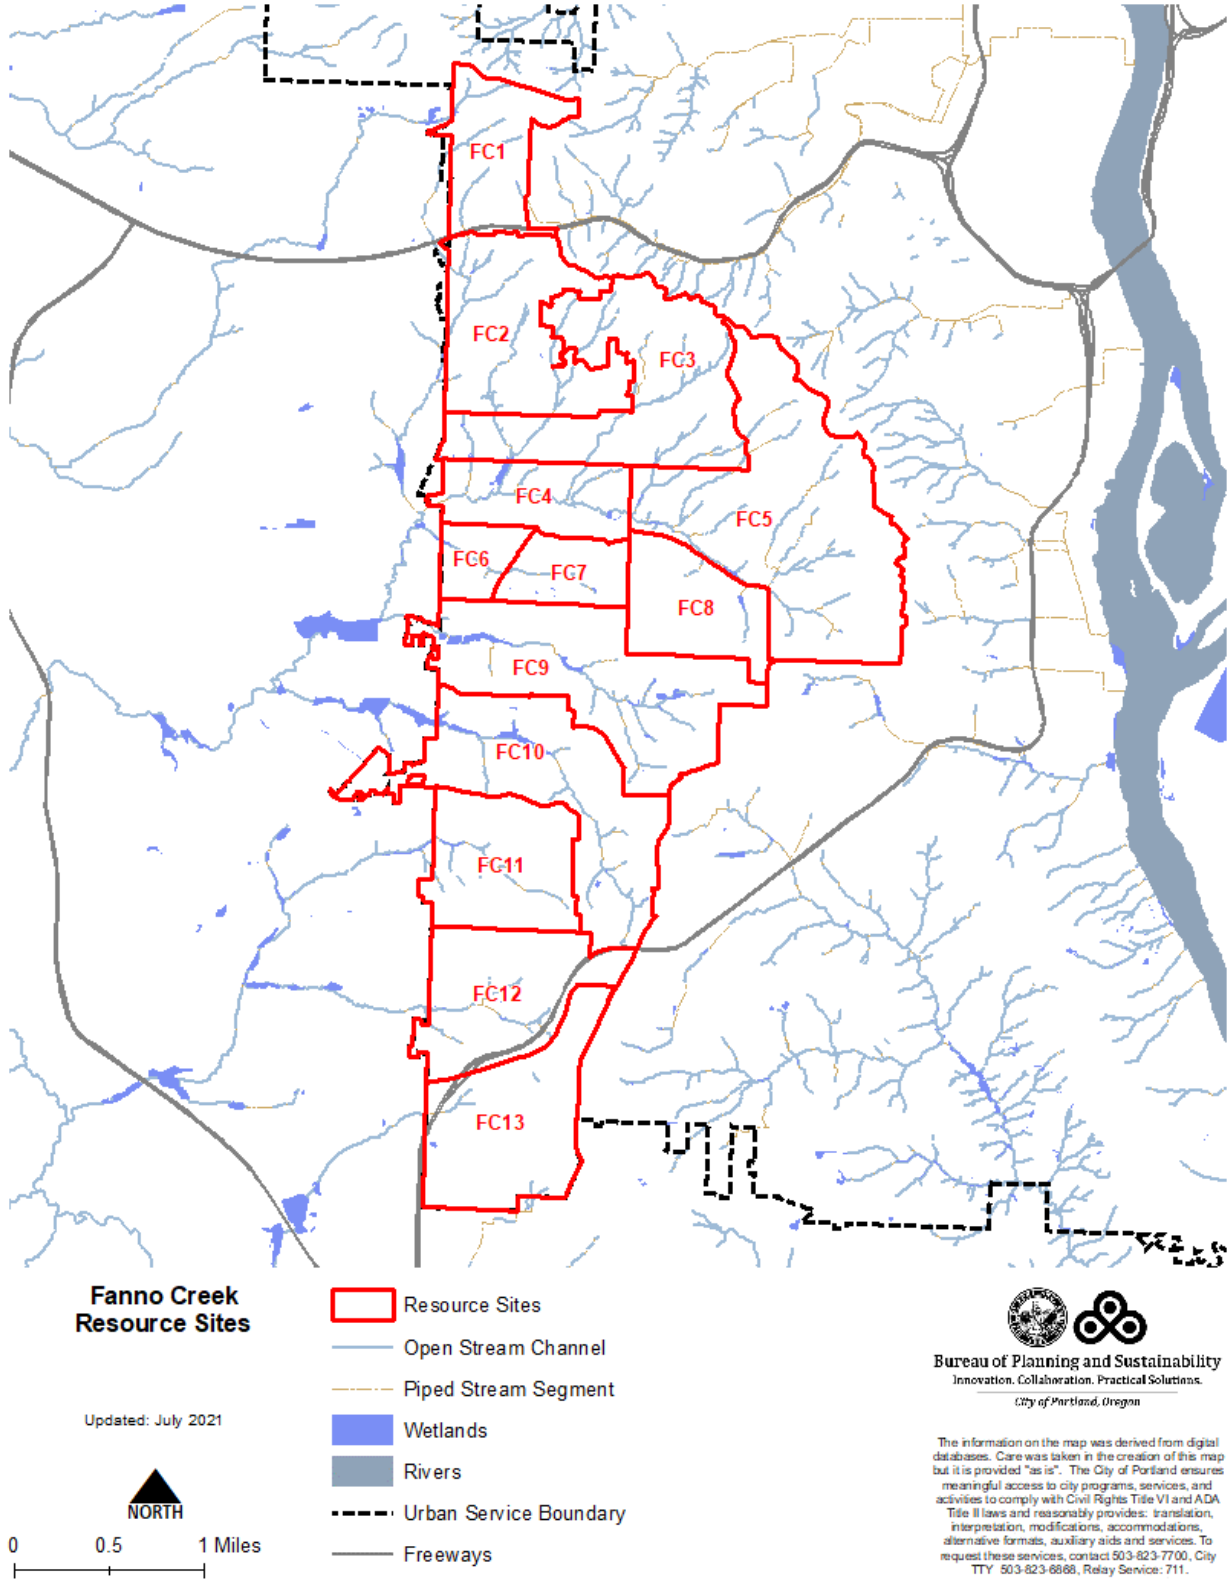 FC1
FC2
FC3
FC4
FC5
FC6
FC7
FC8
FC9
FC10
FC11
FC12
FC13
Fanno Creek
Resource Sites
Updated: July 2021
NORTH
0 0.5 1 Miles
Resource Sites
Open Stream Channel
Piped Stream Segment
Wetlands
Rivers
Urban Service Boundary
Freeways
Bureau of Planning and Sustainability
Innovation. Collaboration. Practical Solutions.
City of Portland, Oregon
The information on the map was derived from digital
databases. Care was taken in the creation of this map
but it is provided "as is". The City of Portland ensures
meaningful access to city programs, services, and
activities to comply with Civil Rights Title VI and ADA
Title II laws and reasonably provides: translation,
interpretation, modifications, accommodations,
alternative formats, auxiliary aids and services. To
request these services, contact 503-823-7700, City
TTY 503-823-6868, Relay Service: 711.